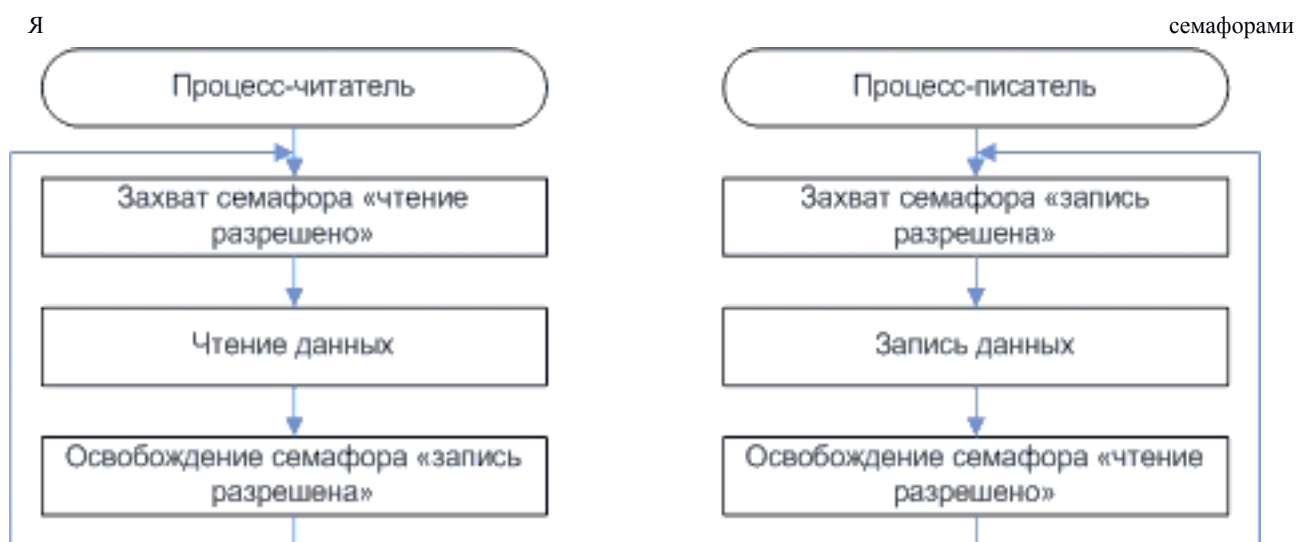 Я семафорами
Процесс-читатель
Захват семафора «чтение
разрешено»
Чтение данных
Освобождение семафора «запись
разрешена»
Процесс-писатель
Захват семафора «запись
разрешена»
Запись данных
Освобождение семафора «чтение
разрешено»